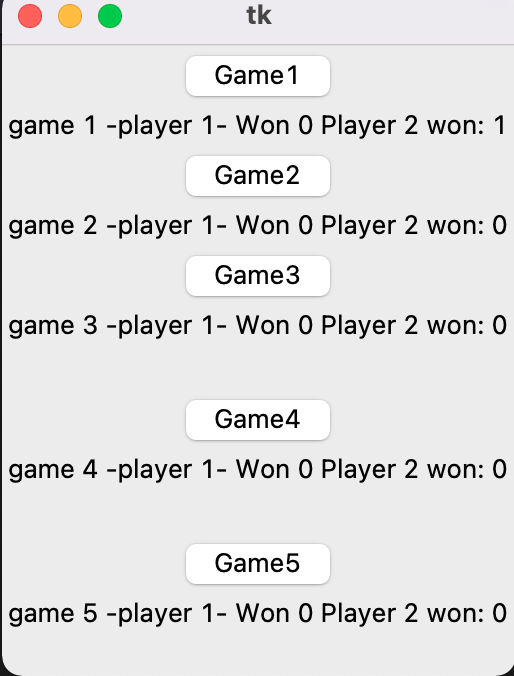 tk
Game1
game 1 -player 1- Won 0 Player 2 won: 1
Game2
game 2 -player 1- Won 0 Player 2 won: 0
Game3
game 3 -player 1- Won 0 Player 2 won: 0
Game4
game 4 -player 1- Won 0 Player 2 won: 0
Game5
game 5 -player 1- Won 0 Player 2 won: 0